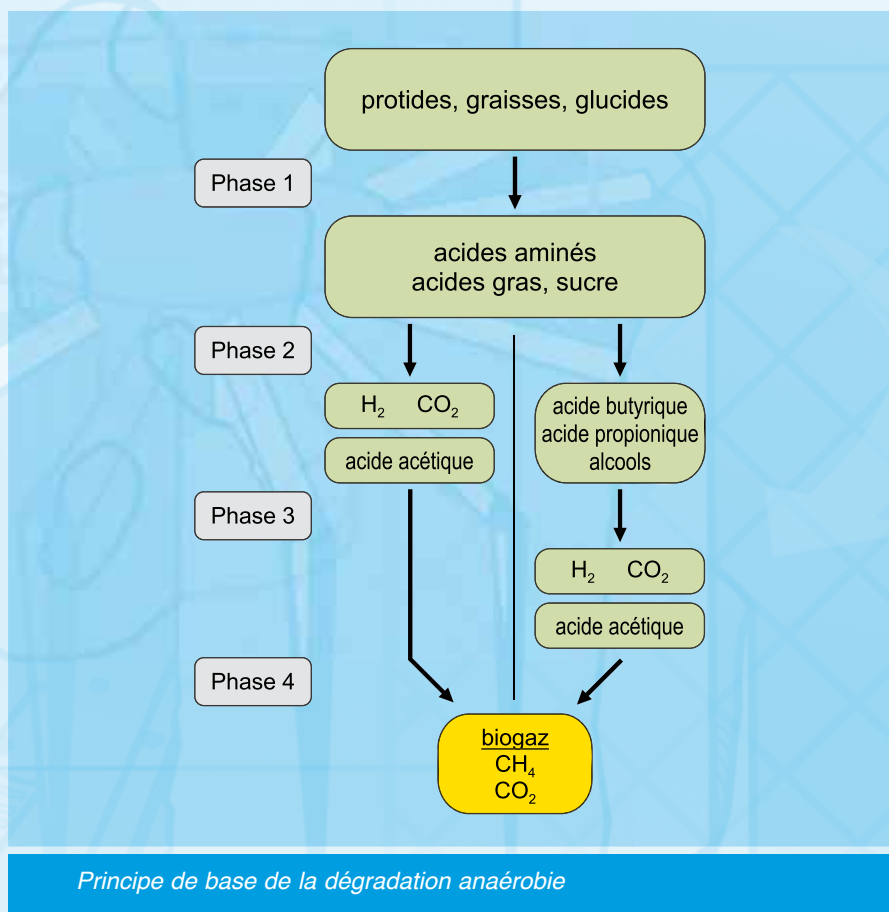 protides, graisses, glucides
Phase 1
acides aminés
acides gras, sucre
Phase 2
H₂ CO₂
acide acétique
acide butyrique
acide propionique
alcools
Phase 3
H₂ CO₂
acide acétique
Phase 4
biogaz
CH₄
CO₂
Principe de base de la dégradation anaérobie